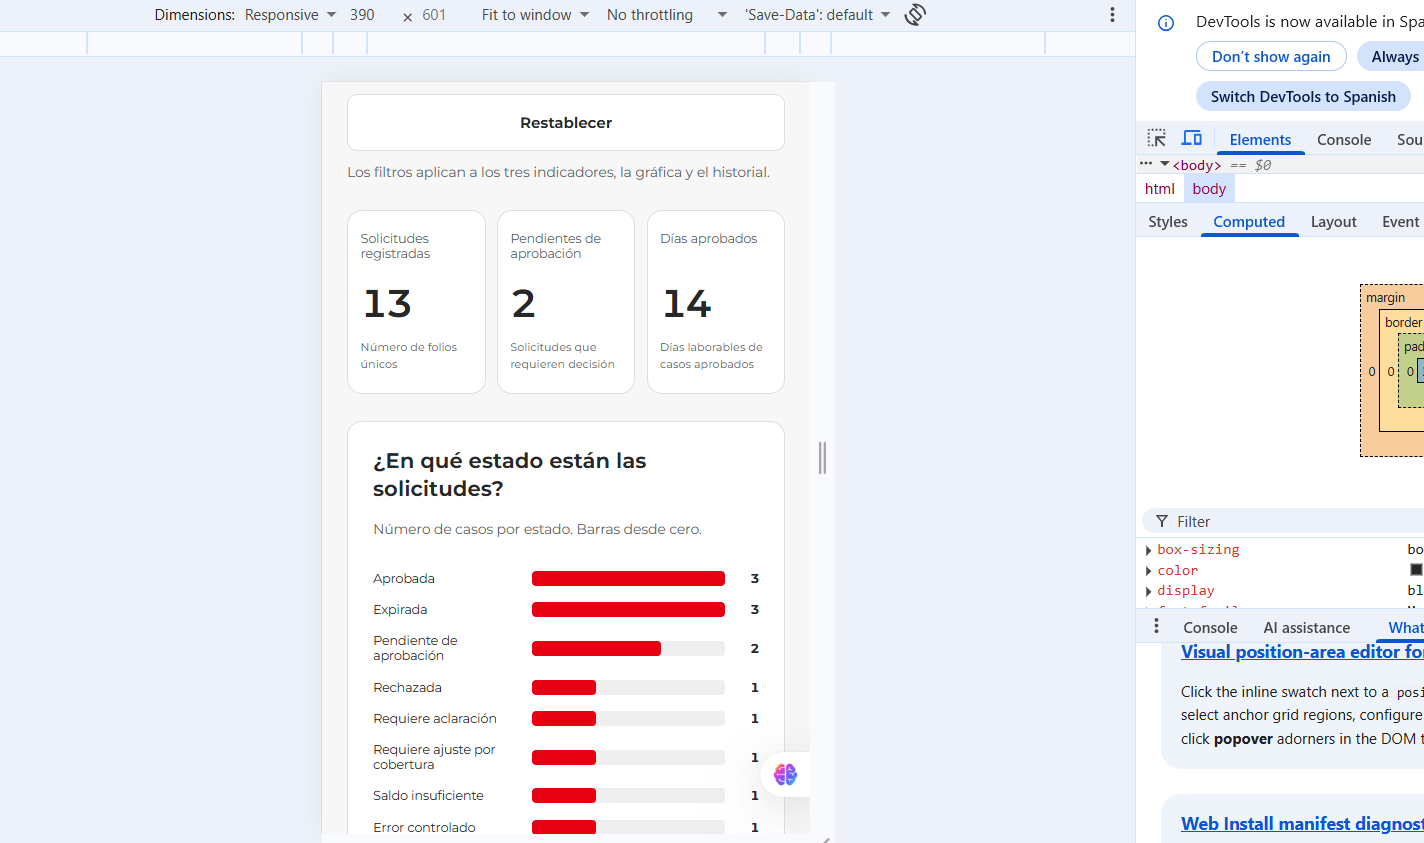 Dimensions: Responsive 390 × 601 Fit to window No throttling 'Save-Data': default
Restablecer
Los filtros aplican a los tres indicadores, la gráfica y el historial.
Solicitudes
registradas
13
Número de folios
únicos
Pendientes de
aprobación
2
Solicitudes que
requieren decisión
Días aprobados
14
Días laborables de
casos aprobados
¿En qué estado están las
solicitudes?
Número de casos por estado. Barras desde cero.
Aprobada 3
Expirada 3
Pendiente de
aprobación 2
Rechazada 1
Requiere aclaración 1
Requiere ajuste por
cobertura 1
Saldo insuficiente 1
Error controlado 1
DevTools is now available in Spa
Don't show again Always
Switch DevTools to Spanish
Elements Console Sou
<body> == $0
html body
Styles Computed Layout Event
margin
border
pad
0 0 0
Filter
box-sizing bo
color
display bl
Console AI assistance What
Visual position-area editor fo
Click the inline swatch next to a posi
select anchor grid regions, configure
click popover adorners in the DOM t
Web Install manifest diagnost